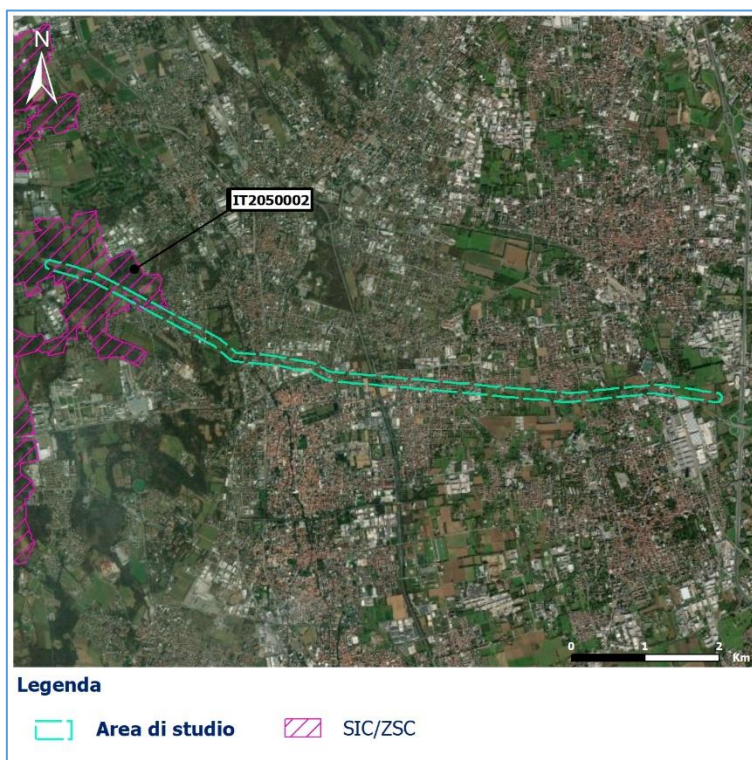 N
IT2050002
0 1 2
Km
Legenda
Area di studio SIC/ZSC